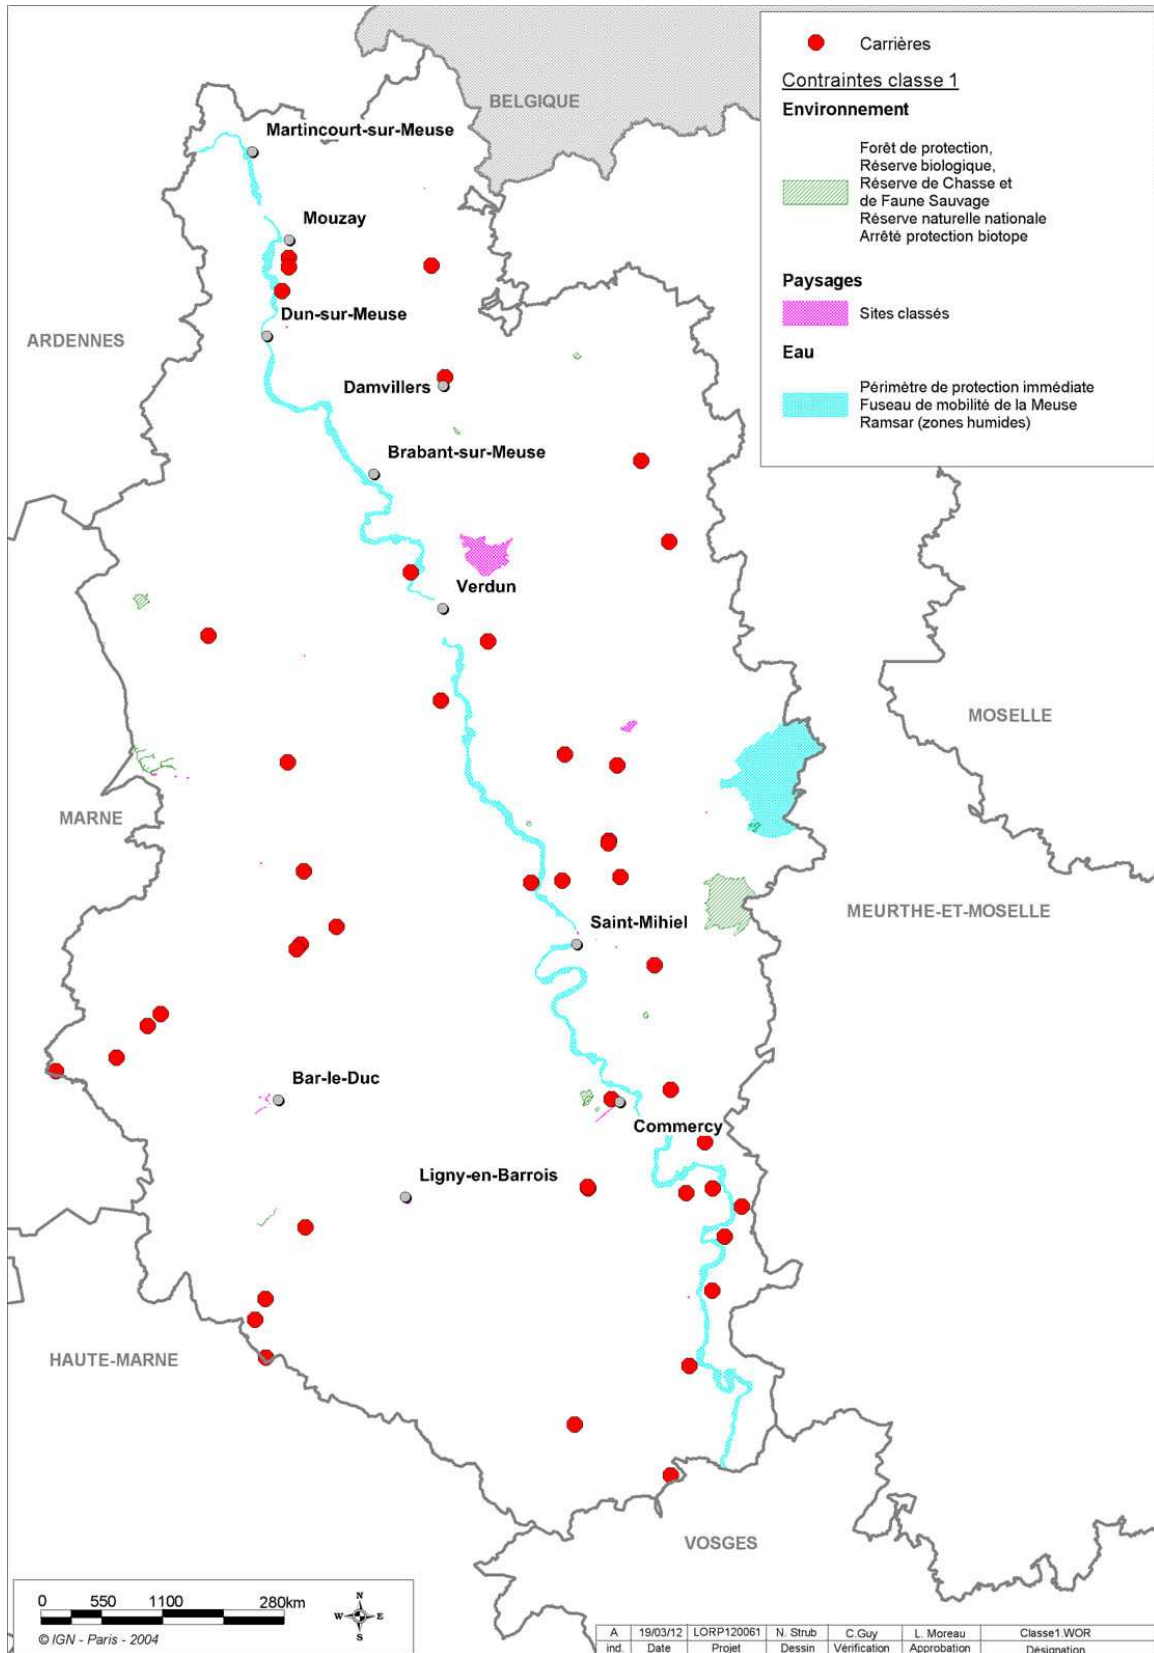 Carrières
Contraintes classe 1
Environnement
Forêt de protection,
Réserve biologique,
Réserve de Chasse et
de Faune Sauvage
Réserve naturelle nationale
Arrêté protection biotope
Paysages
Sites classés
Eau
Périmètre de protection immédiate
Fuseau de mobilité de la Meuse
Ramsar (zones humides)
BELGIQUE
Martincourt-sur-Meuse
Mouzay
Dun-sur-Meuse
ARDENNES
Damvillers
Brabant-sur-Meuse
Verdun
MOSELLE
MARNE
MEURTHE-ET-MOSELLE
Saint-Mihiel
Bar-le-Duc
Commercy
Ligny-en-Barrois
HAUTE-MARNE
VOSGES
0 550 1100 280km
N
W E
S
© IGN - Paris - 2004
A 19/03/12 LORP120061 N. Strub C.Guy L. Moreau Classe1.WOR
ind. Date Projet Dessin Vérification Approbation Désignation